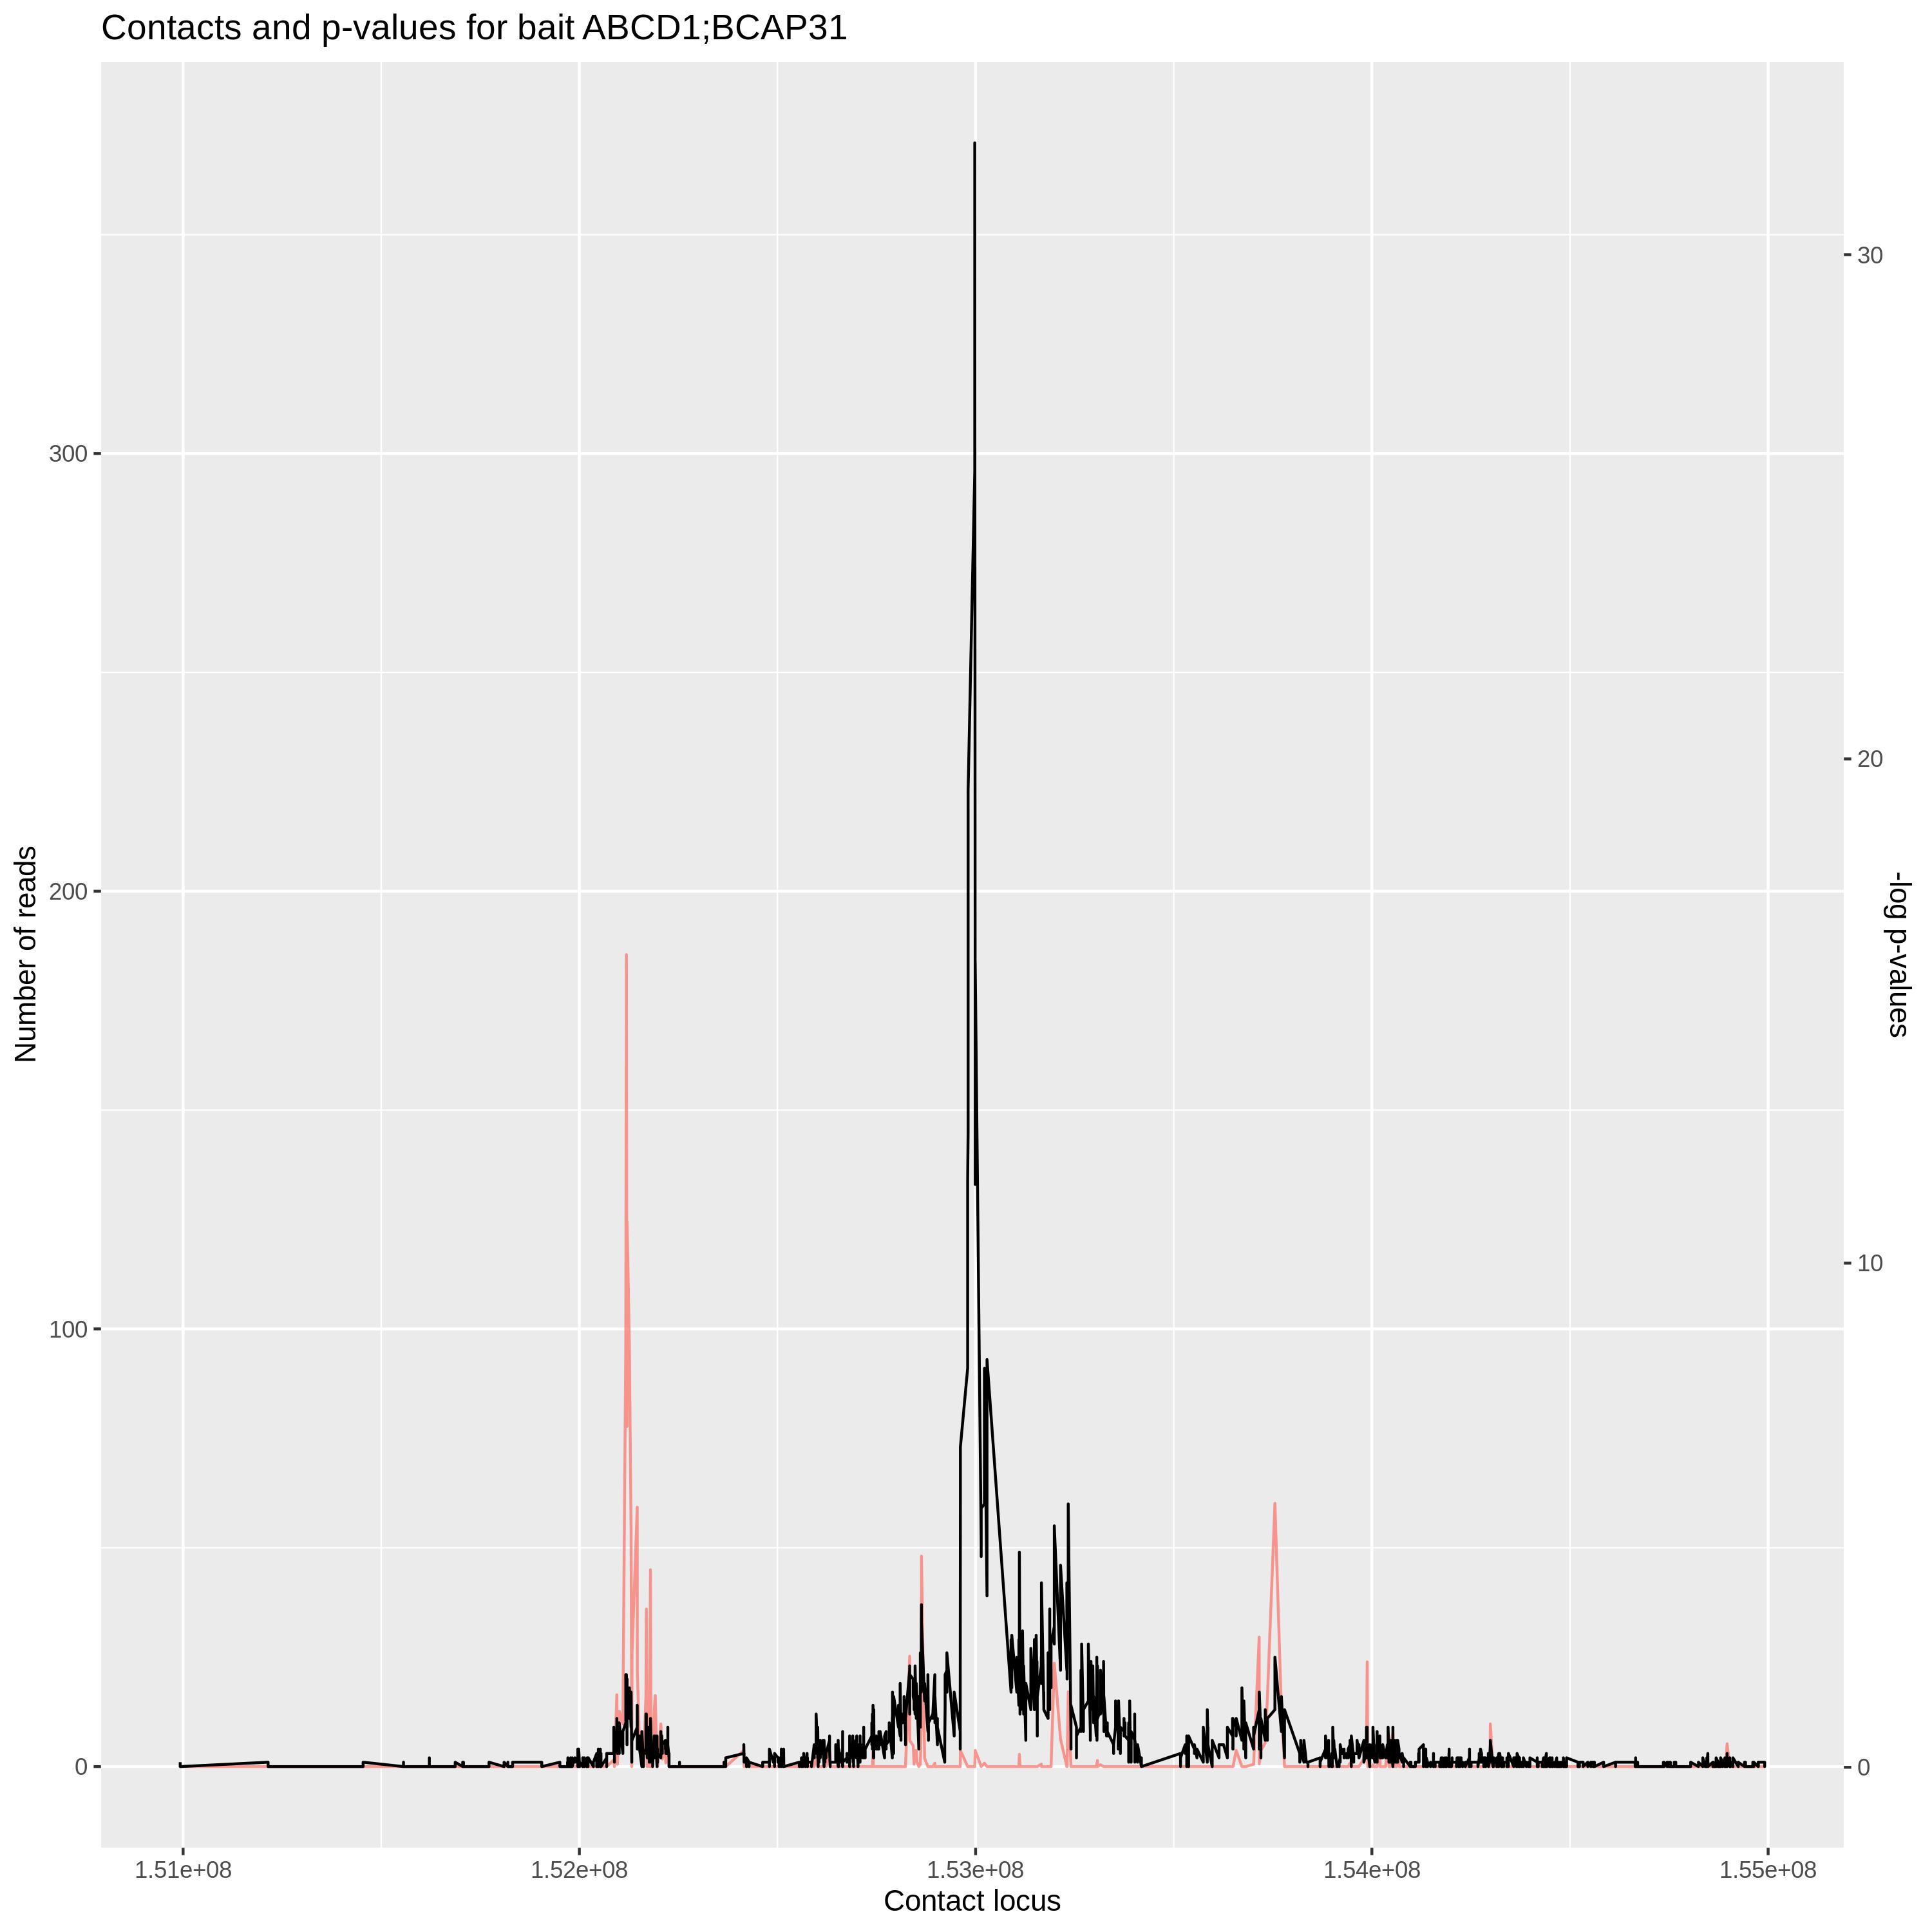 Contacts and p-values for bait ABCD1;BCAP31
Number of reads
300
200
100
0
30
20
10
0
-log p-values
1.51e+08
1.52e+08
1.53e+08
1.54e+08
1.55e+08
Contact locus